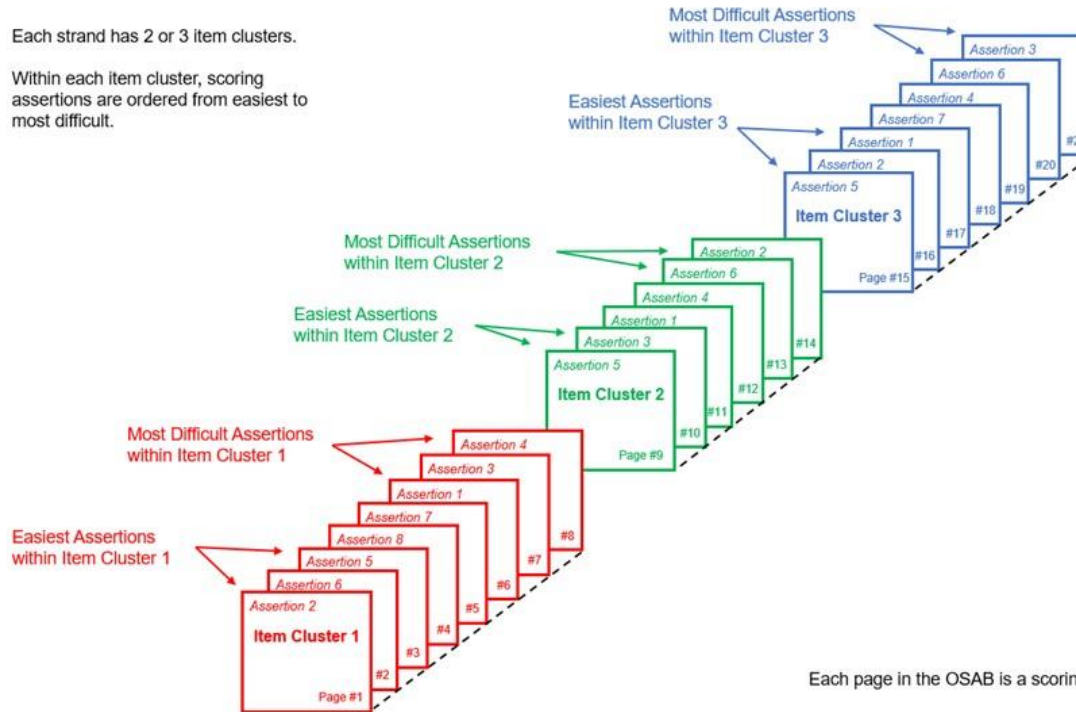 Each strand has 2 or 3 item clusters.
Within each item cluster, scoring
assertions are ordered from easiest to
most difficult.
Most Difficult Assertions
within Item Cluster 3
Easiest Assertions
within Item Cluster 3
Assertion 3
Assertion 6
Assertion 4
Assertion 7
Assertion 1
Assertion 2
Assertion 5
Item Cluster 3
Page #15
#16
#17
#18
#19
#20
Most Difficult Assertions
within Item Cluster 2
Easiest Assertions
within Item Cluster 2
Assertion 2
Assertion 6
Assertion 4
Assertion 1
Assertion 3
Assertion 5
Item Cluster 2
Page #9
#10
#11
#12
#13
#14
Most Difficult Assertions
within Item Cluster 1
Easiest Assertions
within Item Cluster 1
Assertion 4
Assertion 3
Assertion 1
Assertion 7
Assertion 8
Assertion 5
Assertion 6
Assertion 2
Item Cluster 1
Page #1
#2
#3
#4
#5
#6
#7
#8
Each page in the OSAB is a